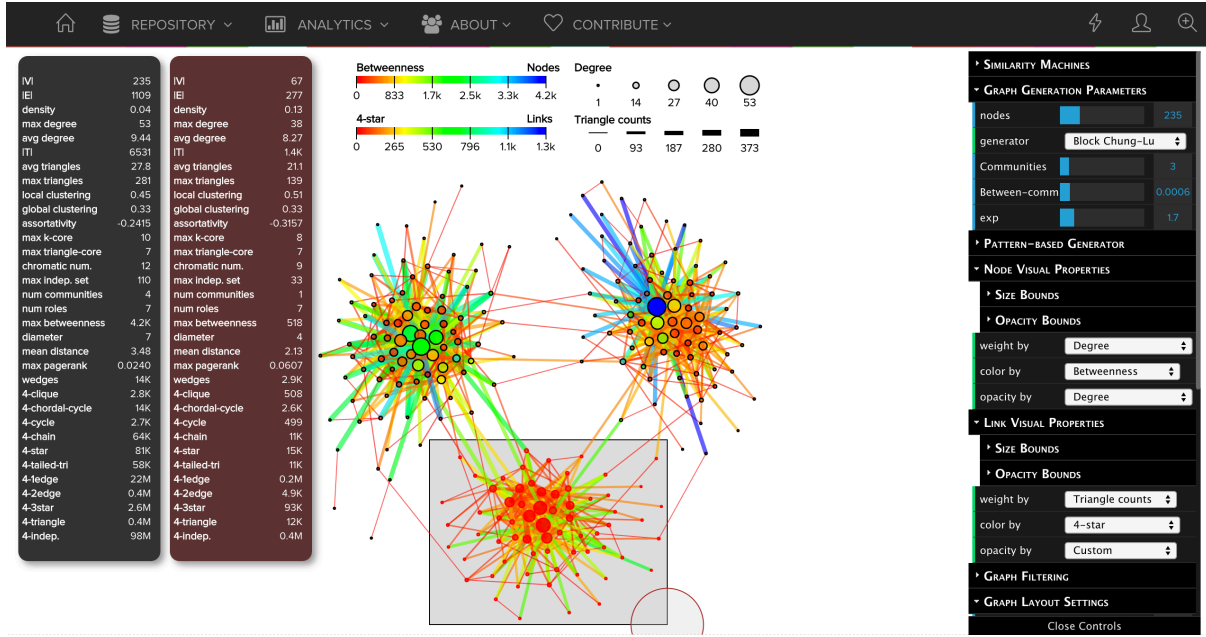 REPOSITORY ANALYTICS ABOUT CONTRIBUTE
|V| 235
|E| 1109
density 0.04
max degree 53
avg degree 9.44
|T| 6531
avg triangles 27.8
max triangles 281
local clustering 0.45
global clustering 0.33
assortativity -0.2415
max k-core 10
max triangle-core 7
chromatic num. 12
max indep. set 110
num communities 4
num roles 7
max betweenness 4.2K
diameter 7
mean distance 3.48
max pagerank 0.0240
wedges 14K
4-clique 2.8K
4-chordal-cycle 14K
4-cycle 2.7K
4-chain 64K
4-star 81K
4-tailed-tri 58K
4-1edge 22M
4-2edge 0.4M
4-3star 2.6M
4-triangle 0.4M
4-indep. 98M
|V| 67
|E| 277
density 0.13
max degree 38
avg degree 8.27
|T| 1.4K
avg triangles 21.1
max triangles 139
local clustering 0.51
global clustering 0.33
assortativity -0.3157
max k-core 8
max triangle-core 7
chromatic num. 9
max indep. set 33
num communities 1
num roles 7
max betweenness 518
diameter 4
mean distance 2.13
max pagerank 0.0607
wedges 2.9K
4-clique 508
4-chordal-cycle 2.6K
4-cycle 499
4-chain 11K
4-star 15K
4-tailed-tri 11K
4-1edge 0.2M
4-2edge 4.9K
4-3star 93K
4-triangle 12K
4-indep. 0.4M
Betweenness Nodes
0 833 1.7k 2.5k 3.3k 4.2k
4-star Links
0 265 530 796 1.1k 1.3k
Degree
1 14 27 40 53
Triangle counts
0 93 187 280 373
Similarity Machines
Graph Generation Parameters
nodes 235
generator Block Chung-Lu
Communities 3
Between-comm 0.0006
exp 1.7
Pattern-based Generator
Node Visual Properties
Size Bounds
Opacity Bounds
weight by Degree
color by Betweenness
opacity by Degree
Link Visual Properties
Size Bounds
Opacity Bounds
weight by Triangle counts
color by 4-star
opacity by Custom
Graph Filtering
Graph Layout Settings
Close Controls